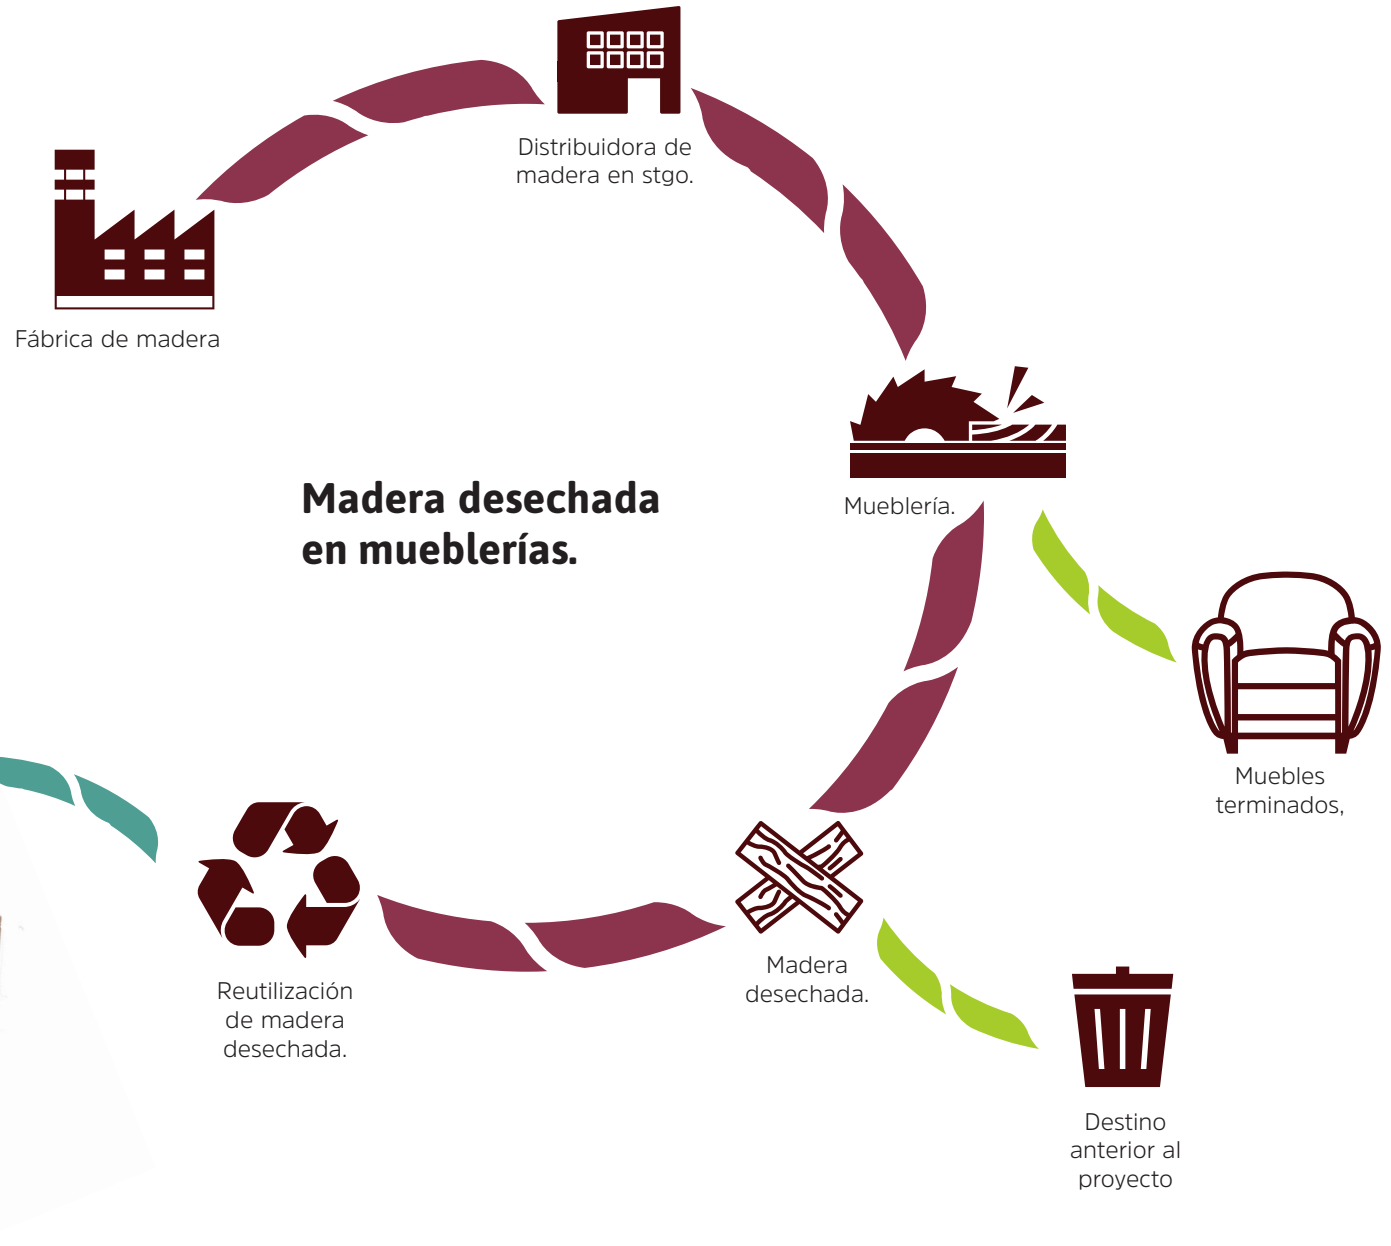 Distribuidora de
madera en stgo.
Fábrica de madera
Madera desechada
en mueblerías.
Mueblería.
Muebles
terminados,
Madera
desechada.
Reutilización
de madera
desechada.
Destino
anterior al
proyecto